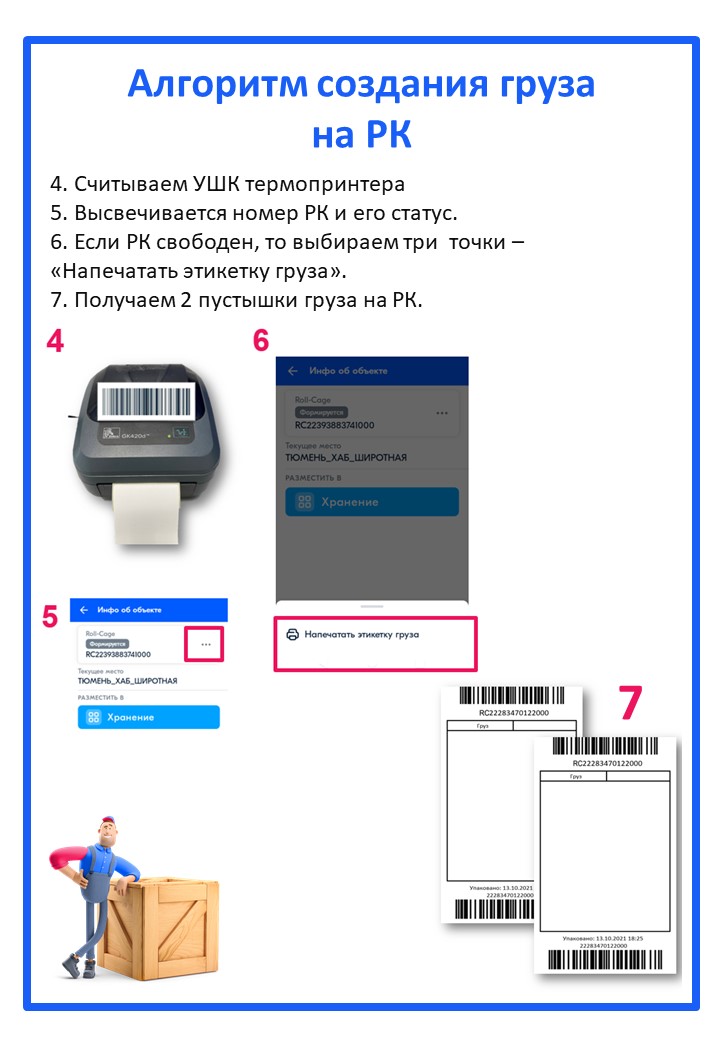 Алгоритм создания груза
на РК
4. Считываем УШК термопринтера
5. Высвечивается номер РК и его статус.
6. Если РК свободен, то выбираем три точки –
«Напечатать этикетку груза».
7. Получаем 2 пустышки груза на РК.
4
6
GK420d
Инфо об объекте
Roll-Cage
Формируется
RC22393883741000
Текущее место
ТЮМЕНЬ_ХАБ_ШИРОТНАЯ
РАЗМЕСТИТЬ В
Хранение
Напечатать этикетку груза
5
Инфо об объекте
Roll-Cage
Формируется
RC22393883741000
Текущее место
ТЮМЕНЬ_ХАБ_ШИРОТНАЯ
РАЗМЕСТИТЬ В
Хранение
7
RC22283470122000
Груз
Упаковано: 13.10.2021
22283470122000
RC22283470122000
Груз
Упаковано: 13.10.2021 18:25
22283470122000